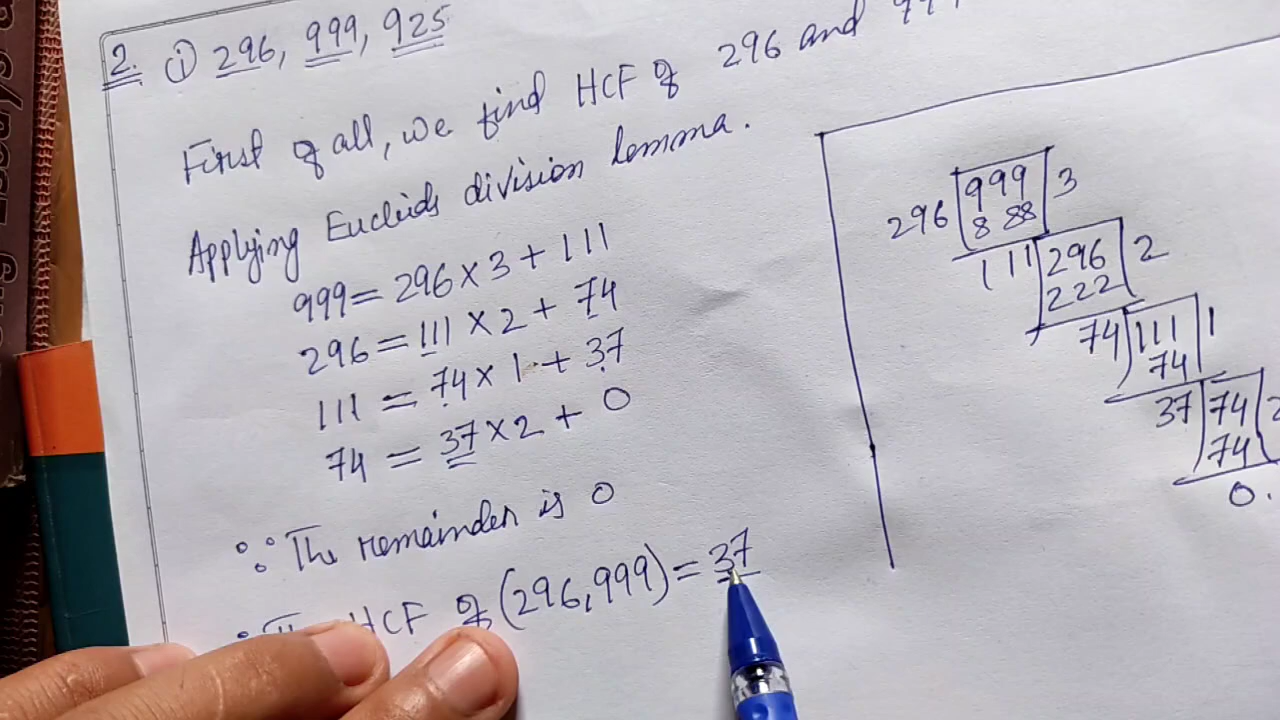 2. i 296, 999, 925
First of all, we find HCF of 296 and
Applying Euclids division lemma.
999 = 296 × 3 + 111
296 = 111 × 2 + 74
111 = 74 × 1 + 37
74 = 37 × 2 + 0
∵ The remainder is 0
HCF of (296, 999) = 37
296 999 3
8 88
111 296 2
222
74 111 1
74
37 74 2
74
0.